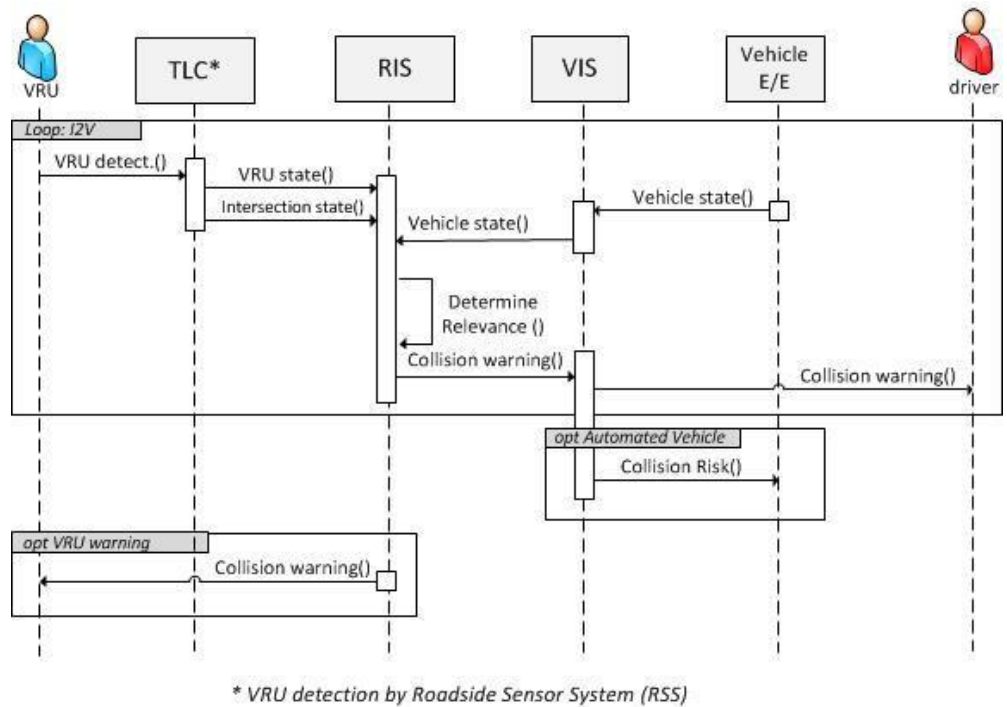 VRU
TLC*
RIS
VIS
Vehicle
E/E
driver
Loop: I2V
VRU detect.()
VRU state()
Intersection state()
Vehicle state()
Vehicle state()
Determine
Relevance ()
Collision warning()
Collision warning()
opt Automated Vehicle
Collision Risk()
opt VRU warning
Collision warning()
* VRU detection by Roadside Sensor System (RSS)